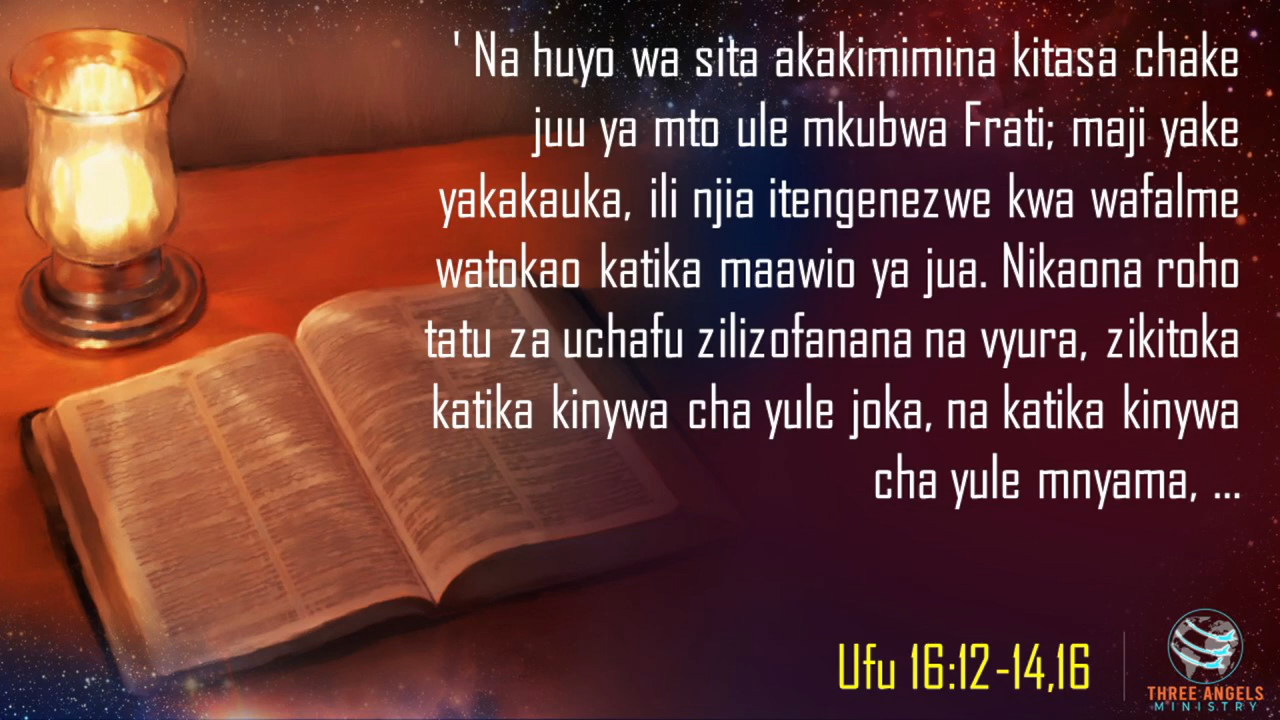 ' Na huyo wa sita akakimimina kitasa chake
juu ya mto ule mkubwa Frati; maji yake
yakakauka, ili njia itengenezwe kwa wafalme
watokao katika maawio ya jua. Nikaona roho
tatu za uchafu zilizofanana na vyura, zikitoka
katika kinywa cha yule joka, na katika kinywa
cha yule mnyama, ...
Ufu 16:12-14,16
THREE ANGELS
MINISTRY